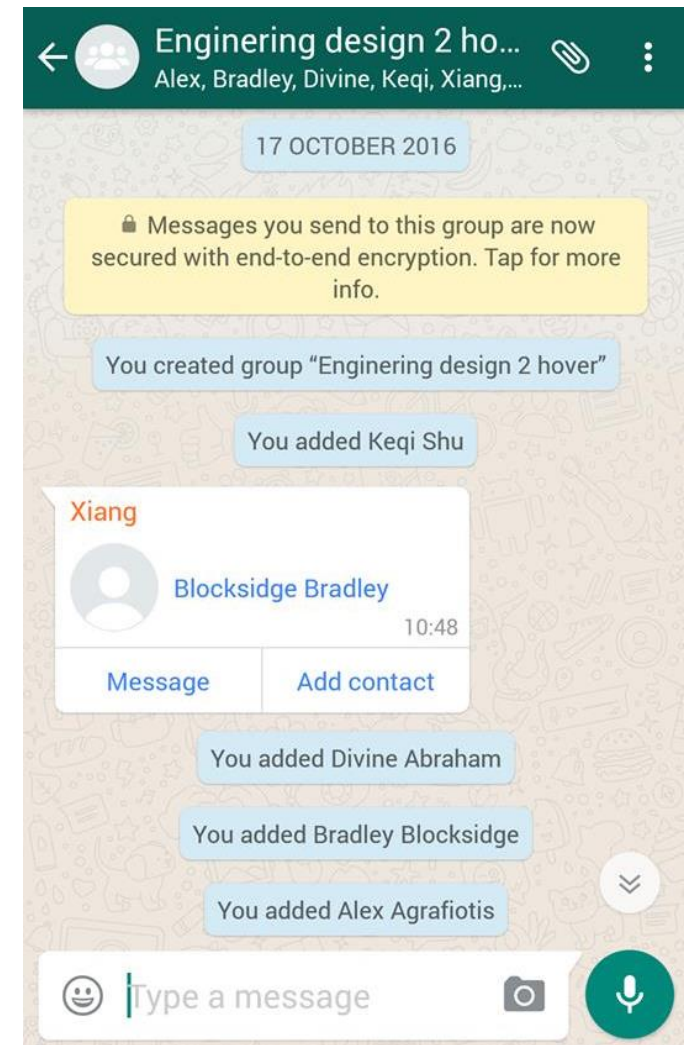 Enginering design 2 ho...
Alex, Bradley, Divine, Keqi, Xiang,...
17 OCTOBER 2016
Messages you send to this group are now
secured with end-to-end encryption. Tap for more
info.
You created group “Enginering design 2 hover”
You added Keqi Shu
Xiang
Blocksidge Bradley
10:48
Message Add contact
You added Divine Abraham
You added Bradley Blocksidge
You added Alex Agrafiotis
Type a message